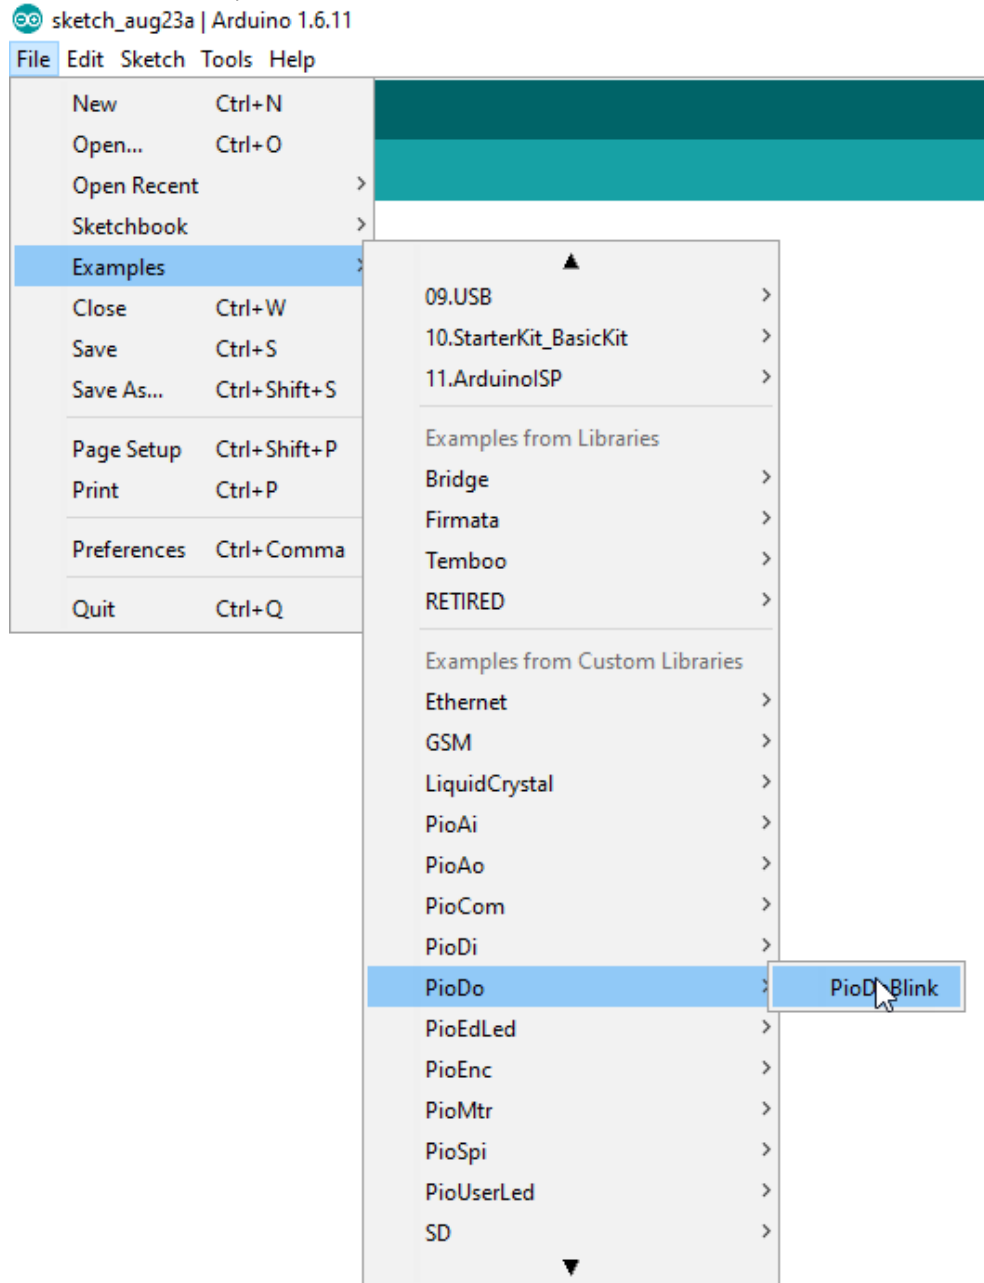 sketch_aug23a | Arduino 1.6.11
File Edit Sketch Tools Help
New Ctrl+N
Open... Ctrl+O
Open Recent
Sketchbook
Examples
Close Ctrl+W
Save Ctrl+S
Save As... Ctrl+Shift+S
Page Setup Ctrl+Shift+P
Print Ctrl+P
Preferences Ctrl+Comma
Quit Ctrl+Q
09.USB
10.StarterKit_BasicKit
11.ArduinoISP
Examples from Libraries
Bridge
Firmata
Temboo
RETIRED
Examples from Custom Libraries
Ethernet
GSM
LiquidCrystal
PioAi
PioAo
PioCom
PioDi
PioDo
PioDoBlink
PioEdLed
PioEnc
PioMtr
PioSpi
PioUserLed
SD